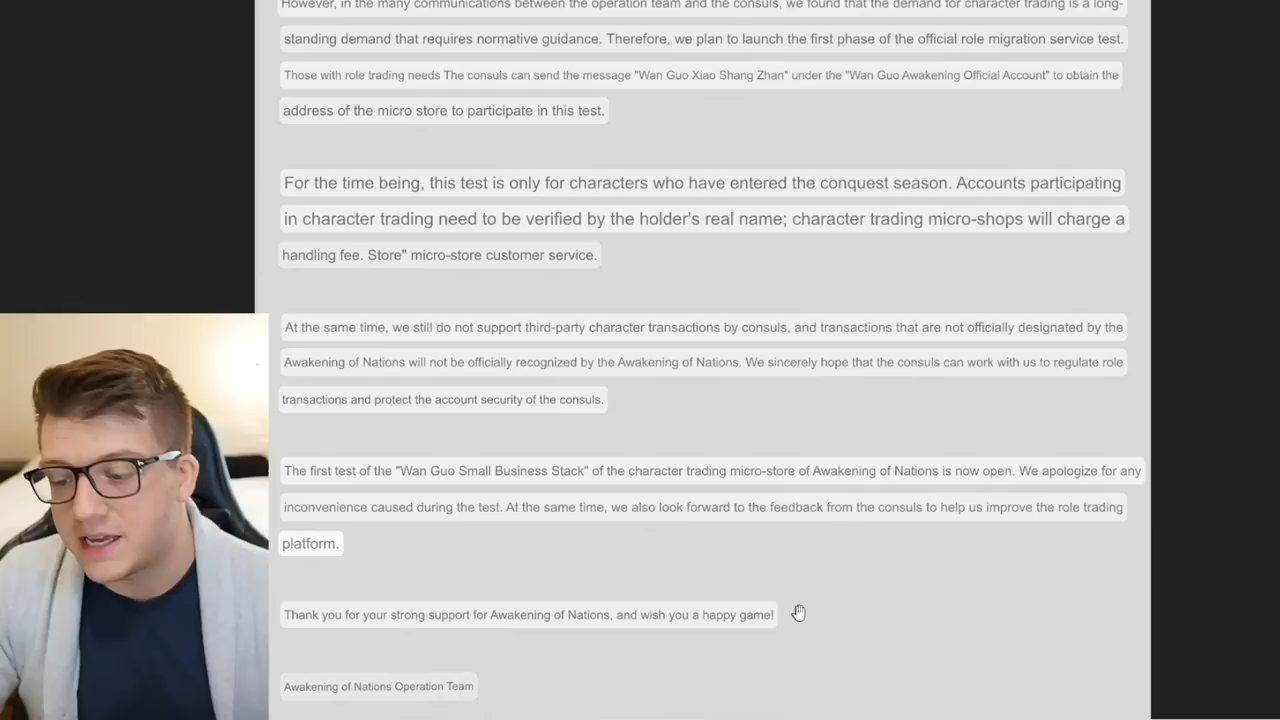 However, in the many communications between the operation team and the consuls, we found that the demand for character trading is a long-
standing demand that requires normative guidance. Therefore, we plan to launch the first phase of the official role migration service test.
Those with role trading needs The consuls can send the message "Wan Guo Xiao Shang Zhan" under the "Wan Guo Awakening Official Account" to obtain the
address of the micro store to participate in this test.
For the time being, this test is only for characters who have entered the conquest season. Accounts participating
in character trading need to be verified by the holder's real name; character trading micro-shops will charge a
handling fee. Store" micro-store customer service.
At the same time, we still do not support third-party character transactions by consuls, and transactions that are not officially designated by the
Awakening of Nations will not be officially recognized by the Awakening of Nations. We sincerely hope that the consuls can work with us to regulate role
transactions and protect the account security of the consuls.
The first test of the "Wan Guo Small Business Stack" of the character trading micro-store of Awakening of Nations is now open. We apologize for any
inconvenience caused during the test. At the same time, we also look forward to the feedback from the consuls to help us improve the role trading
platform.
Thank you for your strong support for Awakening of Nations, and wish you a happy game!
Awakening of Nations Operation Team